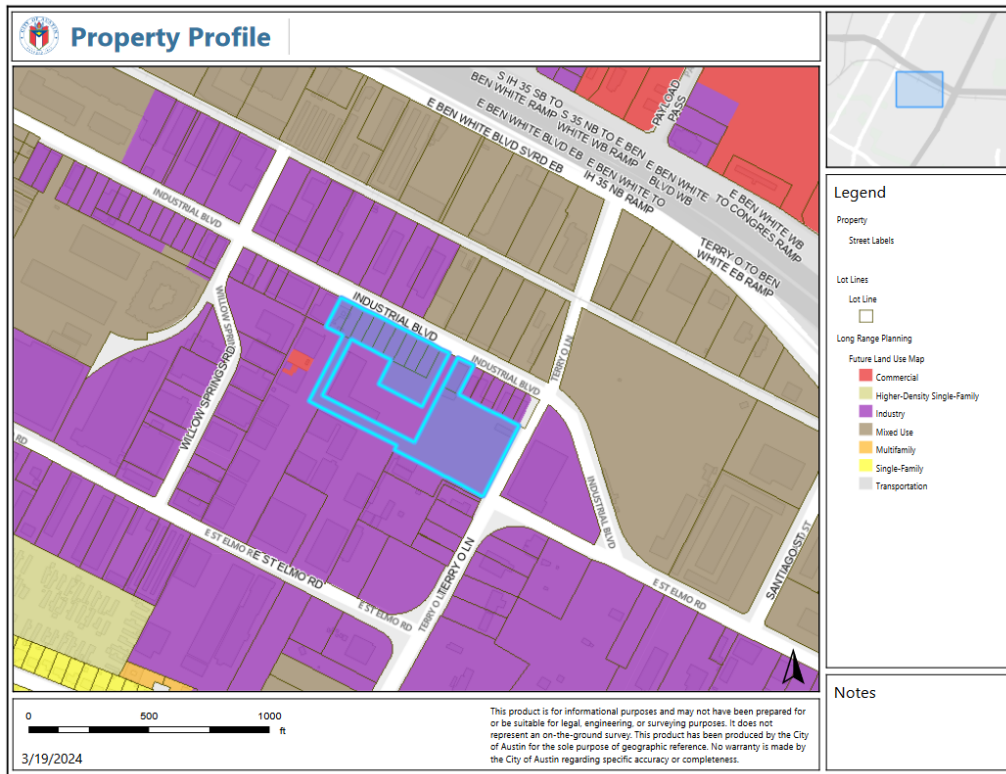 CITY OF AUSTIN
Property Profile
S IH 35 SB TO
BEN WHITE RAMP
S 35 NB TO E BEN
WHITE WB RAMP
E BEN WHITE BLVD EB
E BEN WHITE BLVD SVRD EB
E BEN WHITE TO
IH 35 NB RAMP
E BEN WHITE
BLVD WB
E BEN WHITE WB
TO CONGRES RAMP
PAYLOAD
PASS
TERRY O TO BEN
WHITE EB RAMP
INDUSTRIAL BLVD
INDUSTRIAL BLVD
INDUSTRIAL BLVD
TERRY O LN
WILLOW SPRIN
WILLOW SPRINGS RD
RD
INDUSTRIAL BLVD
E ST ELMO R
E ST ELMO RD
E ST ELMO RD
TERRY O L
TERRY O LN
E ST ELMO RD
SANTIAGO ST
ST
Legend
Property
Street Labels
Lot Lines
Lot Line
Long Range Planning
Future Land Use Map
Commercial
Higher-Density Single-Family
Industry
Mixed Use
Multifamily
Single-Family
Transportation
Notes
0 500 1000
ft
3/19/2024
This product is for informational purposes and may not have been prepared for
or be suitable for legal, engineering, or surveying purposes. It does not
represent an on-the-ground survey. This product has been produced by the City
of Austin for the sole purpose of geographic reference. No warranty is made by
the City of Austin regarding specific accuracy or completeness.